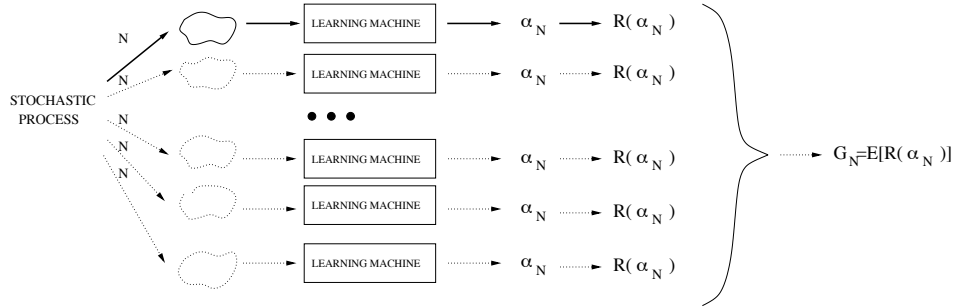 N LEARNING MACHINE α_N R(α_N)
N LEARNING MACHINE α_N R(α_N)
STOCHASTIC
PROCESS
N LEARNING MACHINE α_N R(α_N)
N LEARNING MACHINE α_N R(α_N)
N LEARNING MACHINE α_N R(α_N)
G_N=E[R(α_N)]